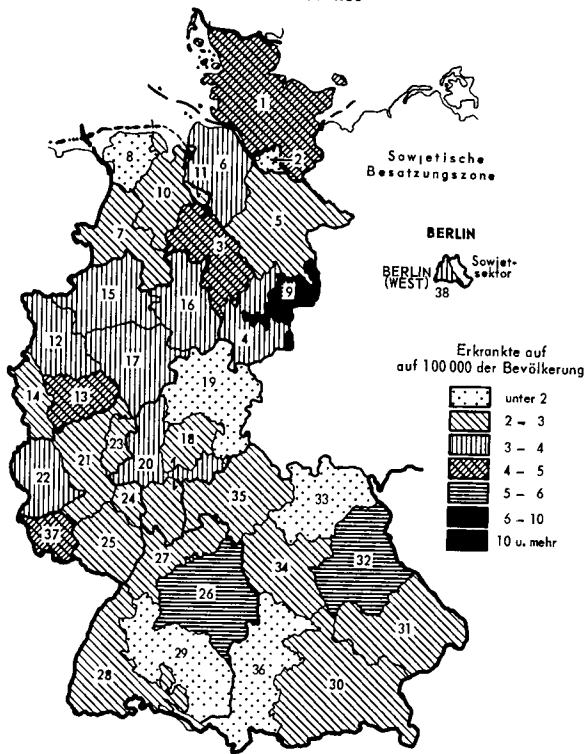 1
8
6
2
11
10
5
7
3
Sowjetische
Besatzungszone
BERLIN
BERLIN
(WEST)
Sowjet-
sektor
38
15
16
9
12
4
17
14
13
19
23
18
21
20
22
24
35
33
37
25
27
34
32
26
31
29
36
28
30
Erkrankte auf
auf 100 000 der Bevölkerung
unter 2
2 – 3
3 – 4
4 – 5
5 – 6
6 – 10
10 u. mehr